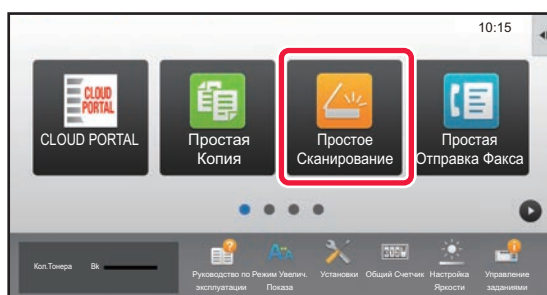 10:15
CLOUD
PORTAL
CLOUD PORTAL
Простая
Копия
Простое
Сканирование
Простая
Отправка Факса
Кол.Тонера Bk
Руководство по
эксплуатации
Режим Увелич.
Показа
Установки
Общий Счетчик
Настройка
Яркости
Управление
заданиями